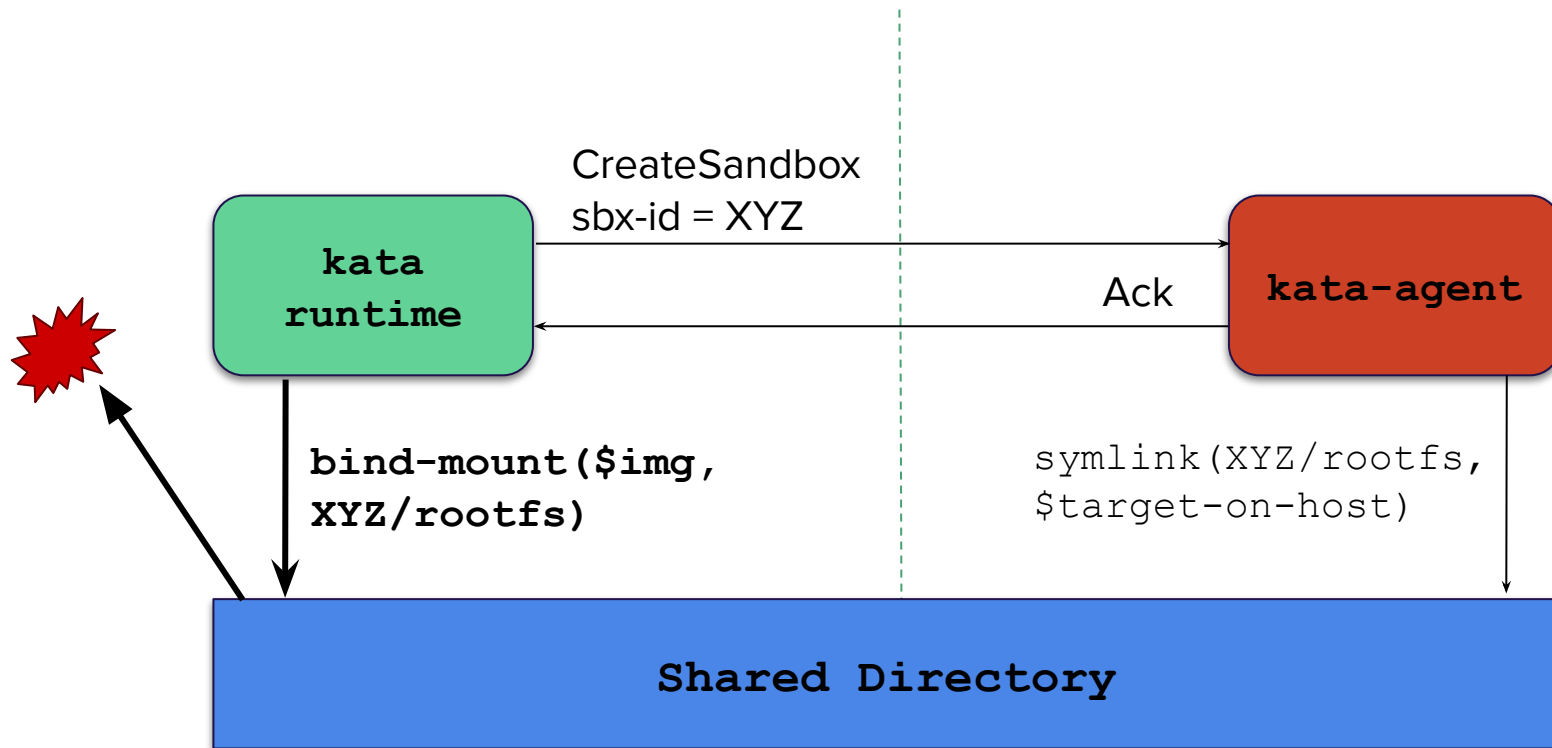 CreateSandbox
sbx-id = XYZ
kata
runtime
Ack
kata-agent
bind-mount($img,
XYZ/rootfs)
symlink(XYZ/rootfs,
$target-on-host)
Shared Directory